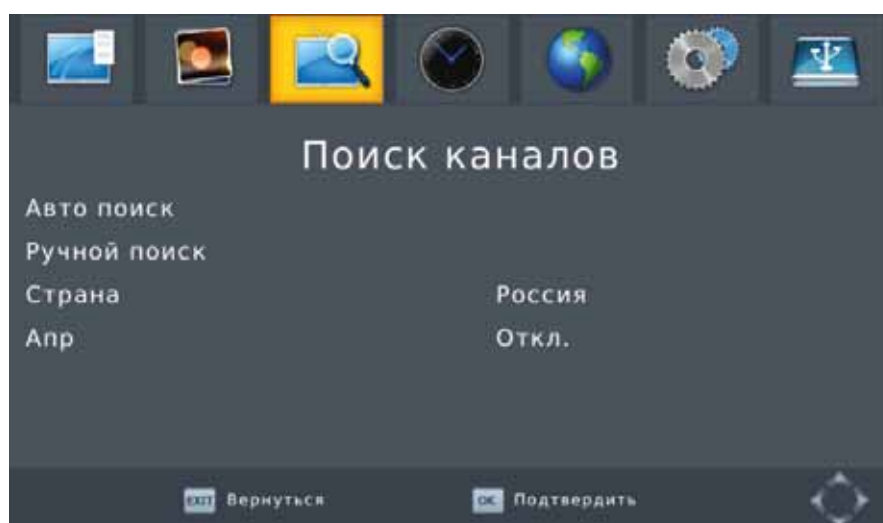 Поиск каналов
Авто поиск
Ручной поиск
Страна Россия
Апр Откл.
EXIT Вернуться OK Подтвердить